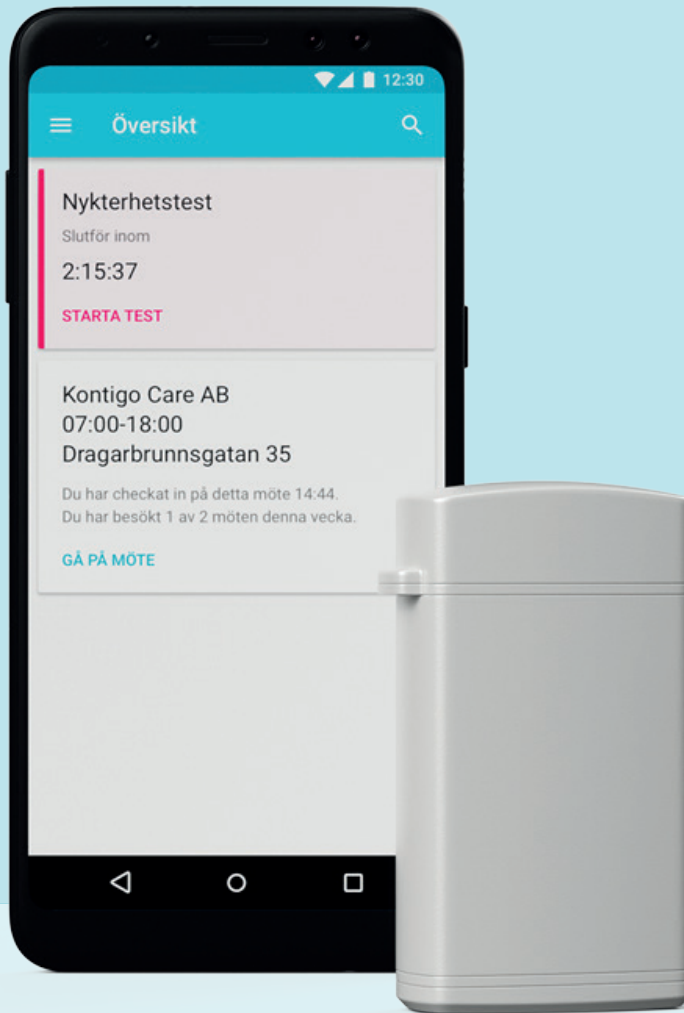 12:30
Översikt
Nykterhetstest
Slutför inom
2:15:37
STARTA TEST
Kontigo Care AB
07:00-18:00
Dragarbrunnsgatan 35
Du har checkat in på detta möte 14:44.
Du har besökt 1 av 2 möten denna vecka.
GÅ PÅ MÖTE